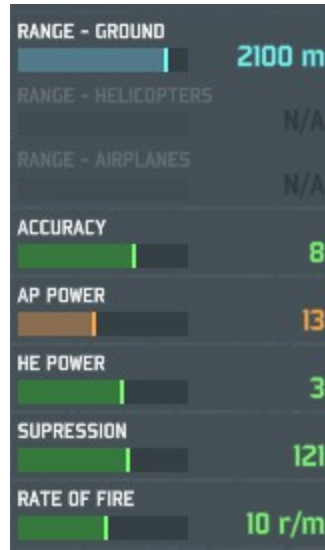 RANGE - GROUND
2100 m
RANGE - HELICOPTERS
N/A
RANGE - AIRPLANES
N/A
ACCURACY
8
AP POWER
13
HE POWER
3
SUPRESSION
121
RATE OF FIRE
10 r/m